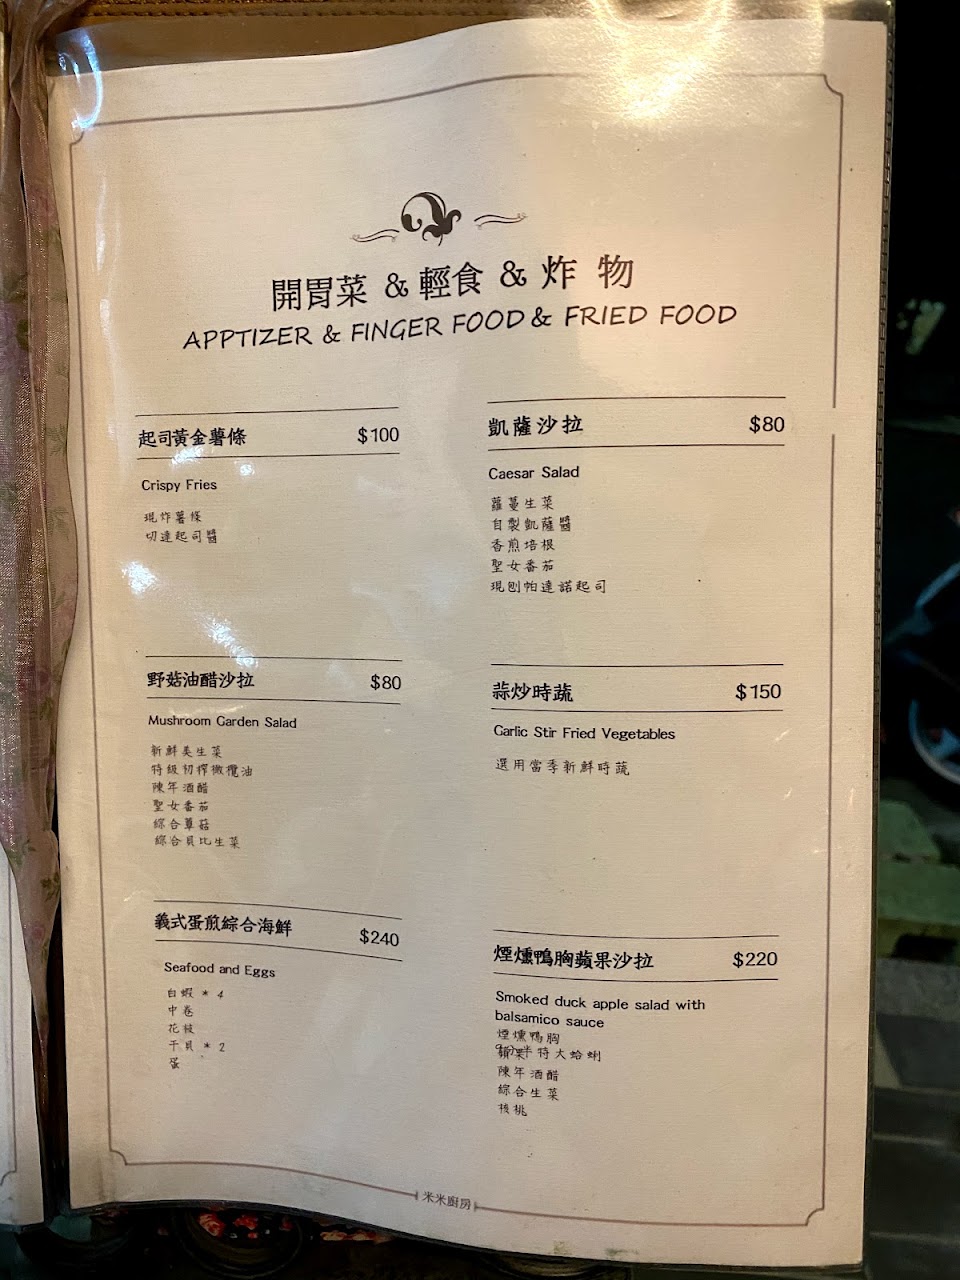 開胃菜 & 輕食 & 炸 物
APPTIZER & FINGER FOOD & FRIED FOOD
起司黃金薯條 $100
Crispy Fries
現炸薯條
切達起司醬
凱薩沙拉 $80
Caesar Salad
蘿蔓生菜
自製凱薩醬
香煎培根
聖女番茄
現刨帕達諾起司
野菇油醋沙拉 $80
Mushroom Garden Salad
新鮮美生菜
特級初榨橄欖油
陳年酒醋
聖女番茄
綜合蕈菇
綜合貝比生菜
蒜炒時蔬 $150
Garlic Stir Fried Vegetables
選用當季新鮮時蔬
義式蛋煎綜合海鮮 $240
Seafood and Eggs
白蝦 * 4
中卷
花枝
干貝 * 2
蛋
煙燻鴨胸蘋果沙拉 $220
Smoked duck apple salad with
balsamico sauce
煙燻鴨胸
特大蛤蜊
陳年酒醋
綜合生菜
核桃
米米廚房